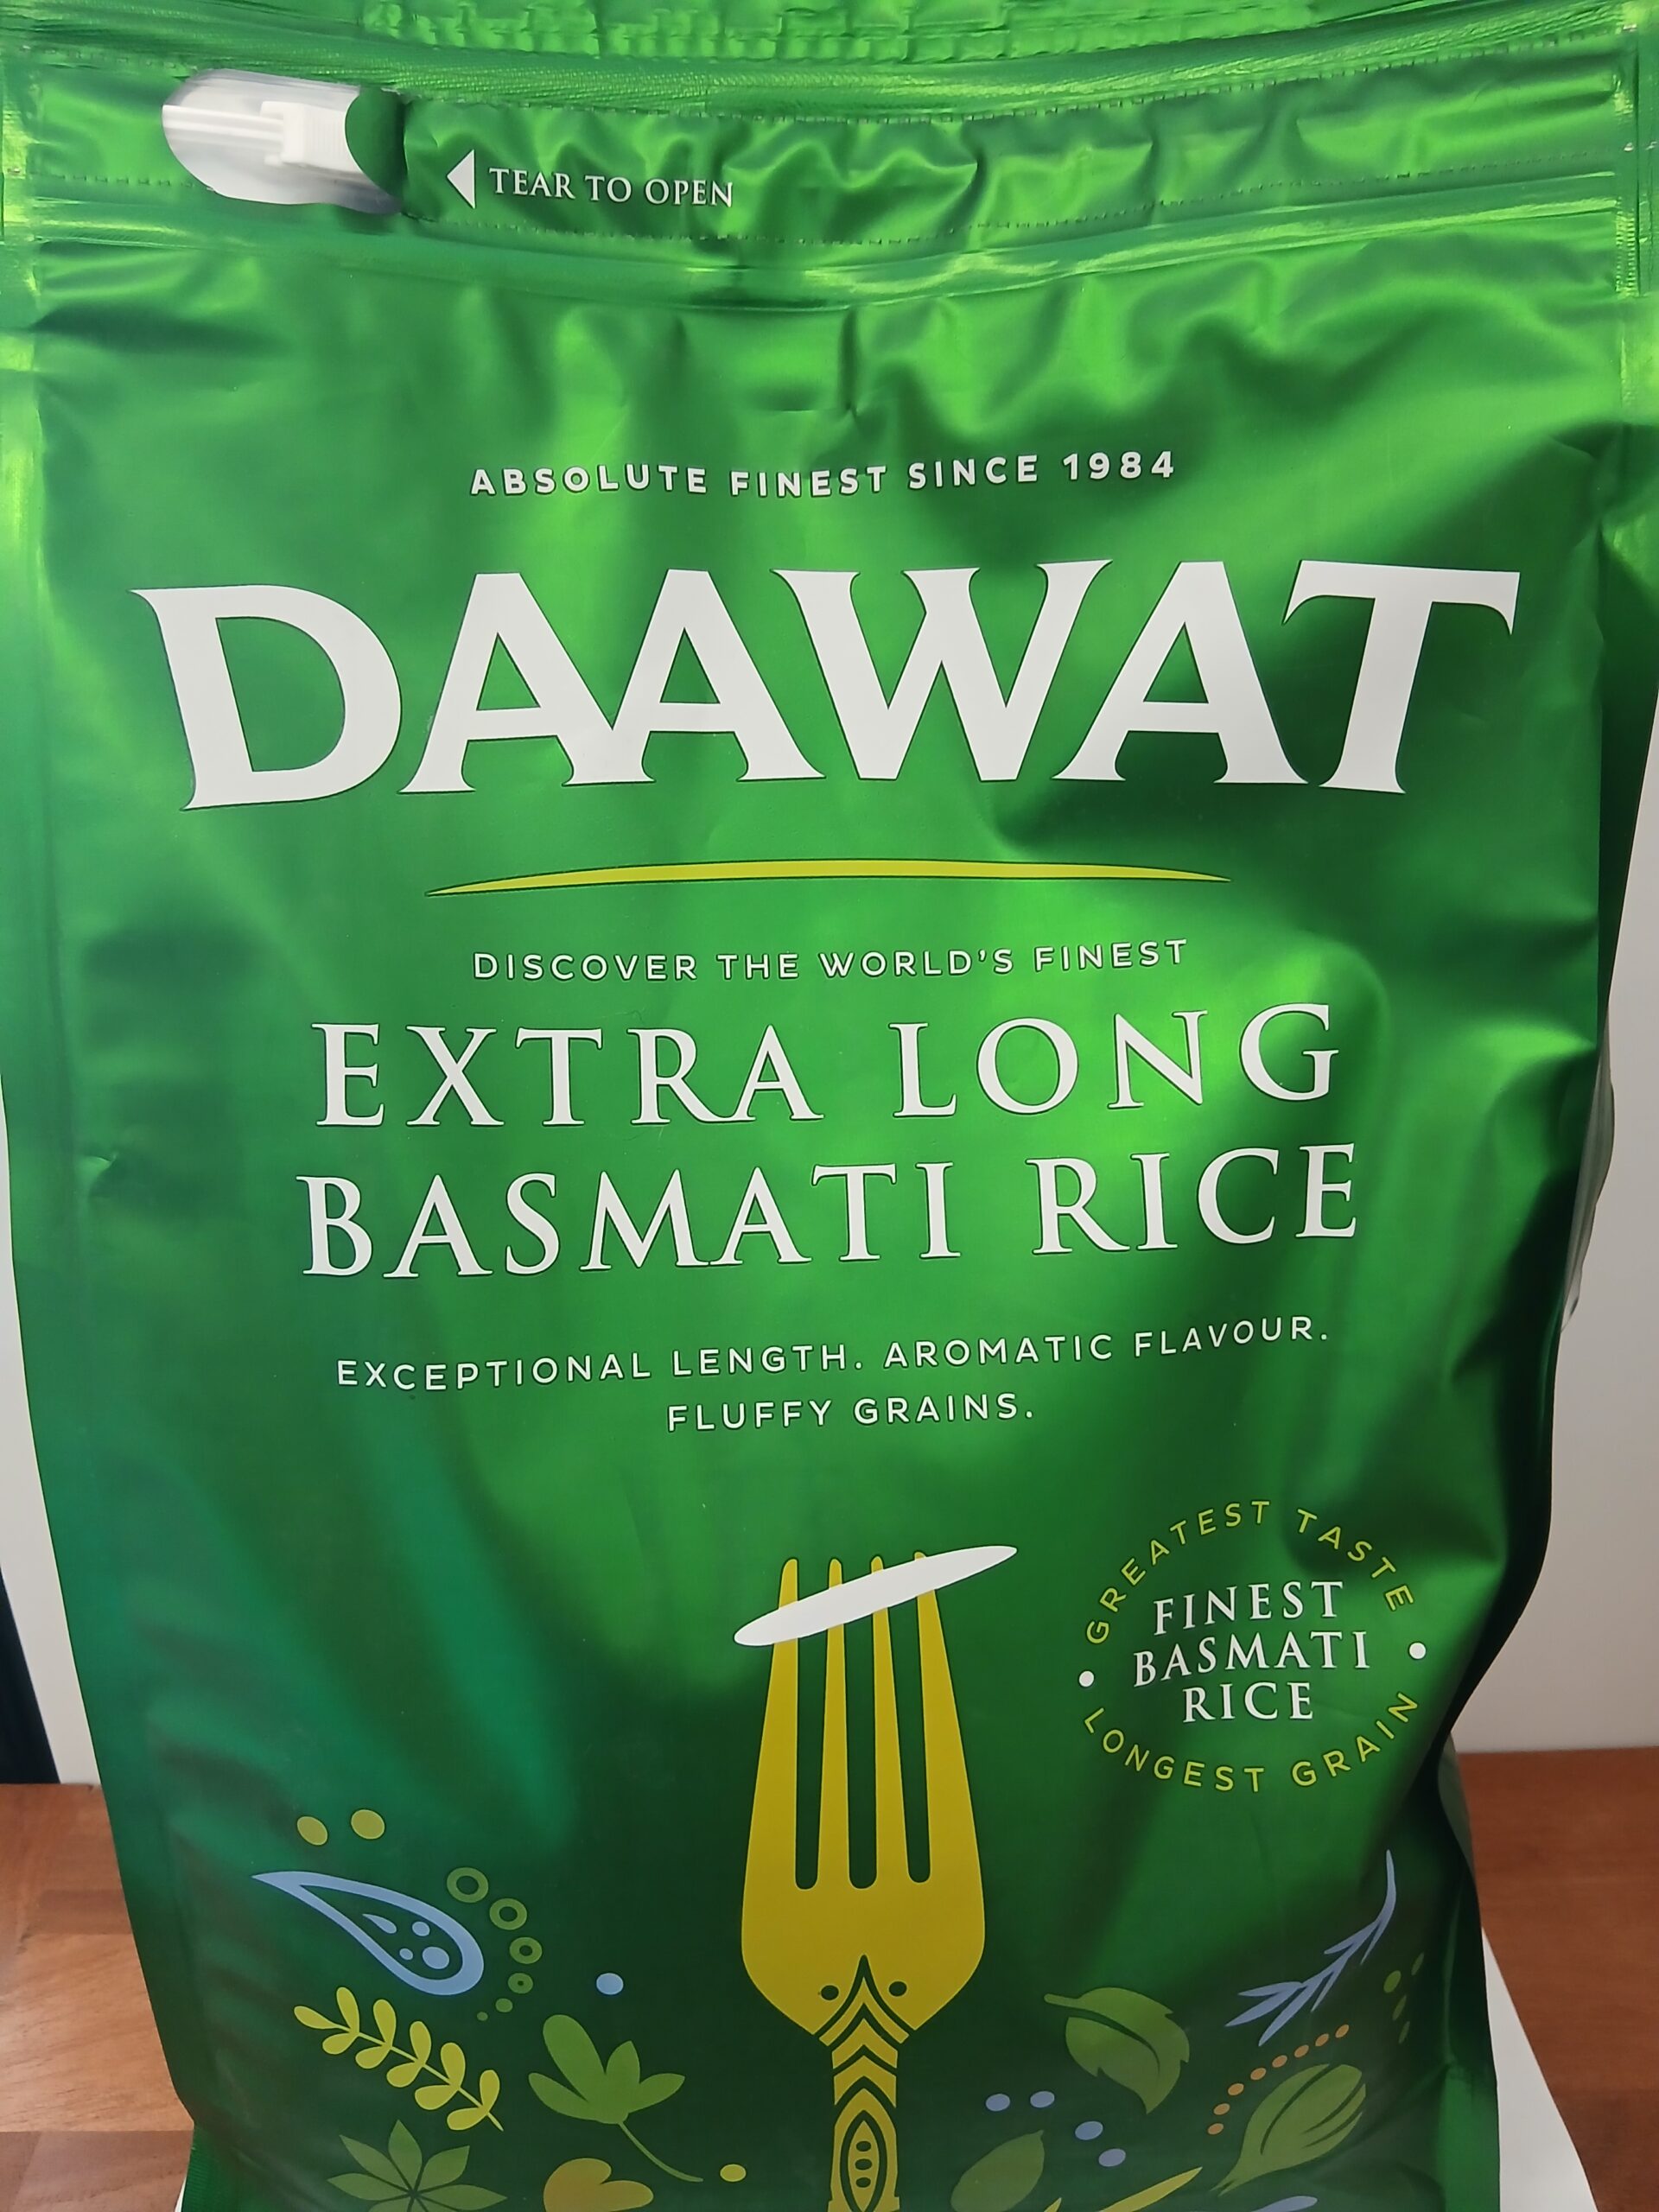 TEAR TO OPEN
ABSOLUTE FINEST SINCE 1984
DAAWAT
DISCOVER THE WORLD'S FINEST
EXTRA LONG
BASMATI RICE
EXCEPTIONAL LENGTH. AROMATIC FLAVOUR.
FLUFFY GRAINS.
GREATEST TASTE
FINEST
BASMATI
RICE
LONGEST GRAIN